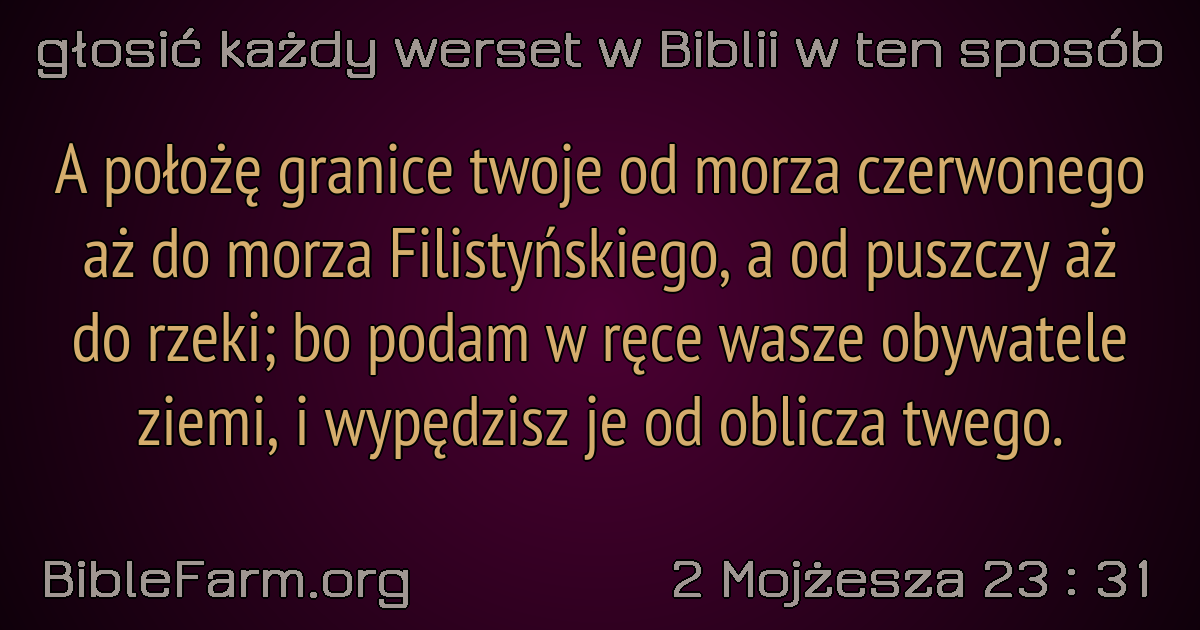 głosić każdy werset w Biblii w ten sposób
A położę granice twoje od morza czerwonego
aż do morza Filistyńskiego, a od puszczy aż
do rzeki; bo podam w ręce wasze obywatele
ziemi, i wypędzisz je od oblicza twego.
BibleFarm.org
2 Mojżesza 23 : 31